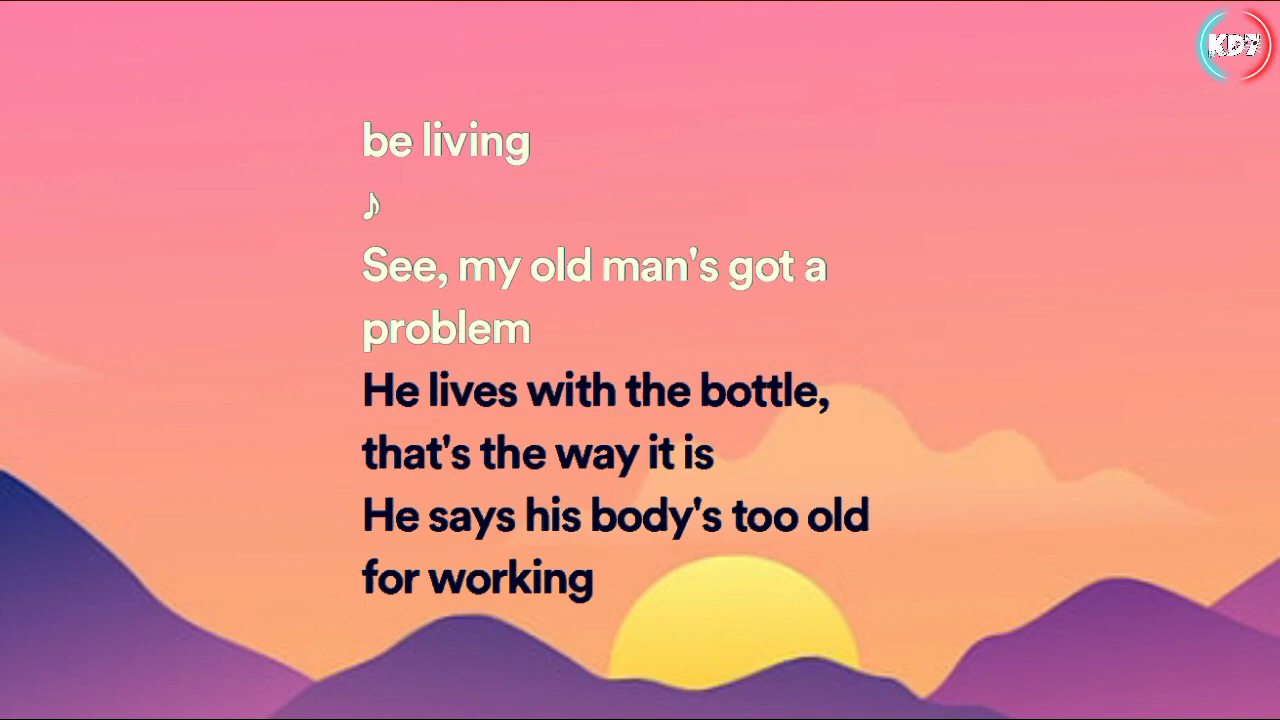 KD7
be living
♪
See, my old man's got a
problem
He lives with the bottle,
that's the way it is
He says his body's too old
for working